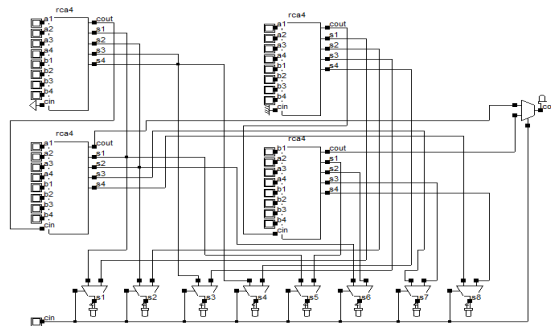 rca4
a1 cout
a2 s1
a3 s2
a4 s3
b1 s4
b2
b3
b4
cin
rca4
a1 cout
a2 s1
a3 s2
a4 s3
b1 s4
b2
b3
b4
cin
co
rca4
a1 cout
a2 s1
a3 s2
a4 s3
b1 s4
b2
b3
b4
cin
rca4
b1 cout
a1 s1
a2 s2
a3 s3
a4 s4
b2
b3
b4
cin
s1 s2 s3 s4 s5 s6 s7 s8
cin